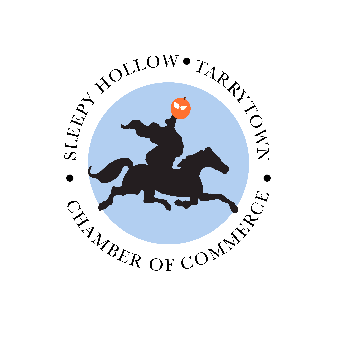 SLEEPY HOLLOW • TARRYTOWN
• CHAMBER OF COMMERCE •